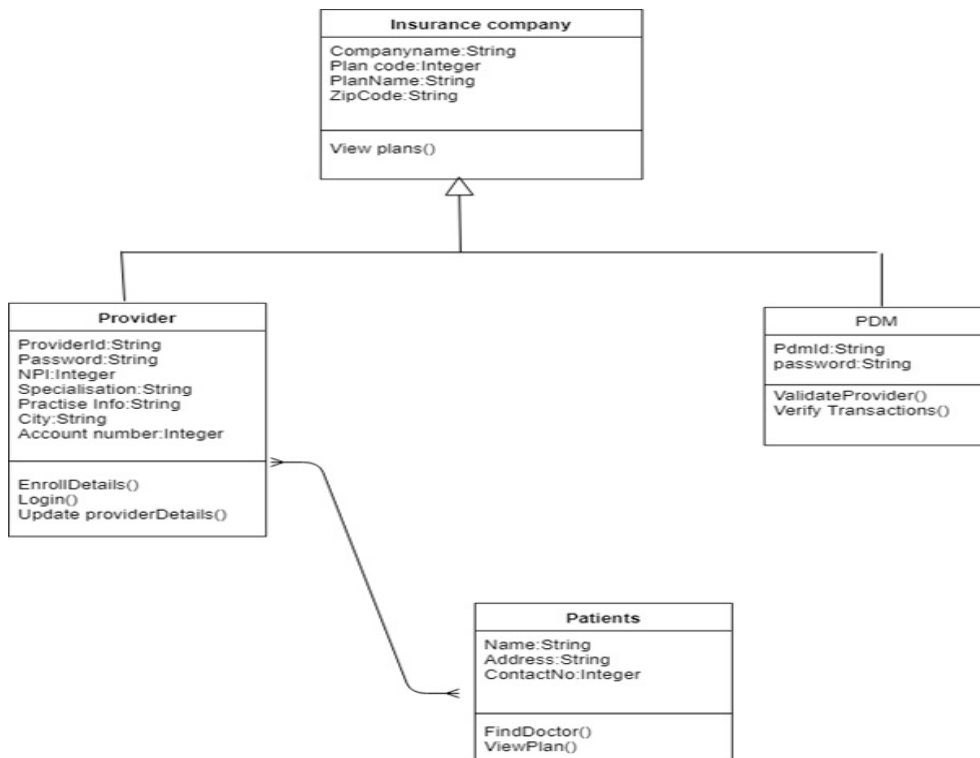 Insurance company
Companyname:String
Plan code:Integer
PlanName:String
ZipCode:String
View plans()
Provider
ProviderId:String
Password:String
NPI:Integer
Specialisation:String
Practise Info:String
City:String
Account number:Integer
EnrollDetails()
Login()
Update providerDetails()
PDM
PdmId:String
password:String
ValidateProvider()
Verify Transactions()
Patients
Name:String
Address:String
ContactNo:Integer
FindDoctor()
ViewPlan()